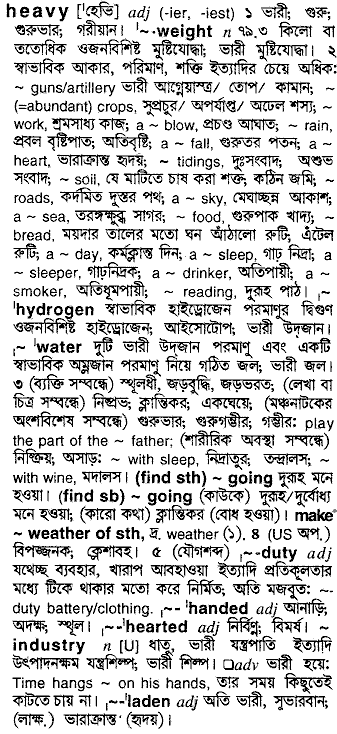 heavy ['হেভি] adj (-ier, -iest) ১ ভারী; গুরু;
গুরুভার; গরীয়ান। '~-weight n ৭৯.৩ কিলো বা
ততোধিক ওজনবিশিষ্ট মুষ্টিযোদ্ধা; ভারী মুষ্টিযোদ্ধা। ২
স্বাভাবিক আকার, পরিমাণ, শক্তি ইত্যাদির চেয়ে অধিক:
~ guns/artillery ভারী আগ্নেয়াস্ত্র/ তোপ/ কামান; ~
(=abundant) crops, সুপ্রচুর/ অপর্যাপ্ত/ অঢেল শস্য; ~
work, শ্রমসাধ্য কাজ; a ~ blow, প্রচণ্ড আঘাত; ~ rain,
প্রবল বৃষ্টিপাত; অতিবৃষ্টি; a ~ fall, গুরুতর পতন; a ~
heart, ভারাক্রান্ত হৃদয়; ~ tidings, দুঃসংবাদ; অশুভ
সংবাদ; ~ soil, যে মাটিতে চাষ করা শক্ত; কঠিন জমি; ~
roads, কর্দমিত দুস্তর পথ; a ~ sky, মেঘাচ্ছন্ন আকাশ;
a ~ sea, তরঙ্গক্ষুব্ধ সাগর; ~ food, গুরুপাক খাদ্য; ~
bread, ময়দার তালের মতো ঘন আঁঠালো রুটি; এঁটেল
রুটি; a ~ day, কর্মক্লান্ত দিন; a ~ sleep, গাঢ় নিদ্রা; a
~ sleeper, গাঢ়নিদ্রক; a ~ drinker, অতিপায়ী; a ~
smoker, অতিধূমপায়ী; ~ reading, দুরূহ পাঠ। ,~
'hydrogen স্বাভাবিক হাইড্রোজেন পরমাণুর দ্বিগুণ
ওজনবিশিষ্ট হাইড্রোজেন; আইসোটোপ; ভারী উদ্‌জান।
,~ 'water দুটি ভারী উদ্‌জান পরমাণু এবং একটি
স্বাভাবিক অম্লজান পরমাণু নিয়ে গঠিত জল; ভারী জল।
৩ (ব্যক্তি সম্বন্ধে) স্থূলধী, জড়বুদ্ধি, জড়ভরত; (লেখা বা
চিত্র সম্বন্ধে) নিষ্প্রভ; ক্লান্তিকর, একঘেয়ে; (মঞ্চনাটকের
অংশবিশেষ সম্বন্ধে) গুরুভার; গুরুগম্ভীর; গম্ভীর: play
the part of the ~ father; (শারীরিক অবস্থা সম্বন্ধে)
নিষ্ক্রিয়; অসাড়: ~ with sleep, নিদ্রাতুর; তন্দ্রালস; ~
with wine, মদালস। (find sth) ~ going দুরূহ মনে
হওয়া। (find sb) ~ going (কাউকে) দুরূহ/দুর্বোধ্য
মনে হওয়া; (কারো কথা) ক্লান্তিকর (বোধ হওয়া)। make
~ weather of sth, দ্র. weather (১). ৪ (US অপ.)
বিপজ্জনক; ক্লেশাবহ। ৫ (যৌগশব্দ) ,~-duty adj
যথেচ্ছ ব্যবহার, খারাপ আবহাওয়া ইত্যাদি প্রতিকূলতার
মধ্যে টিকে থাকার মতো করে নির্মিত, অতি মজবুত: ~-
duty battery/clothing. ,~-'handed adj আনাড়ি;
অদক্ষ; স্থূল। ,~-'hearted adj নির্বিণ্ণ; বিমর্ষ। ~
industry n [U] ধাতু, ভারী যন্ত্রপাতি ইত্যাদি
উৎপাদনক্ষম যন্ত্রশিল্প; ভারী শিল্প। □adv ভারী হয়ে:
Time hangs ~ on his hands, তার সময় কিছুতেই
কাটতে চায় না। ,~-'laden adj অতি ভারী, সুভারবান;
(লাক্ষ.) ভারাক্রান্ত (হৃদয়)।